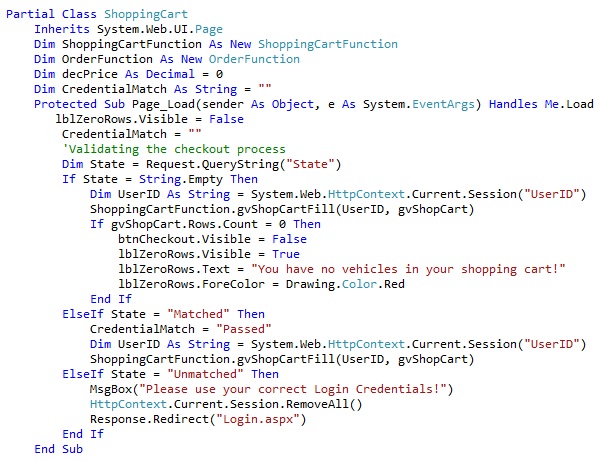 Partial Class ShoppingCart
    Inherits System.Web.UI.Page
    Dim ShoppingCartFunction As New ShoppingCartFunction
    Dim OrderFunction As New OrderFunction
    Dim decPrice As Decimal = 0
    Dim CredentialMatch As String = ""
    Protected Sub Page_Load(sender As Object, e As System.EventArgs) Handles Me.Load
       lblZeroRows.Visible = False
        CredentialMatch = ""
        'Validating the checkout process
        Dim State = Request.QueryString("State")
        If State = String.Empty Then
            Dim UserID As String = System.Web.HttpContext.Current.Session("UserID")
            ShoppingCartFunction.gvShopCartFill(UserID, gvShopCart)
            If gvShopCart.Rows.Count = 0 Then
                btnCheckout.Visible = False
                lblZeroRows.Visible = True
                lblZeroRows.Text = "You have no vehicles in your shopping cart!"
                lblZeroRows.ForeColor = Drawing.Color.Red
            End If
        ElseIf State = "Matched" Then
            CredentialMatch = "Passed"
            Dim UserID As String = System.Web.HttpContext.Current.Session("UserID")
            ShoppingCartFunction.gvShopCartFill(UserID, gvShopCart)
        ElseIf State = "Unmatched" Then
            MsgBox("Please use your correct Login Credentials!")
            HttpContext.Current.Session.RemoveAll()
            Response.Redirect("Login.aspx")
        End If
    End Sub